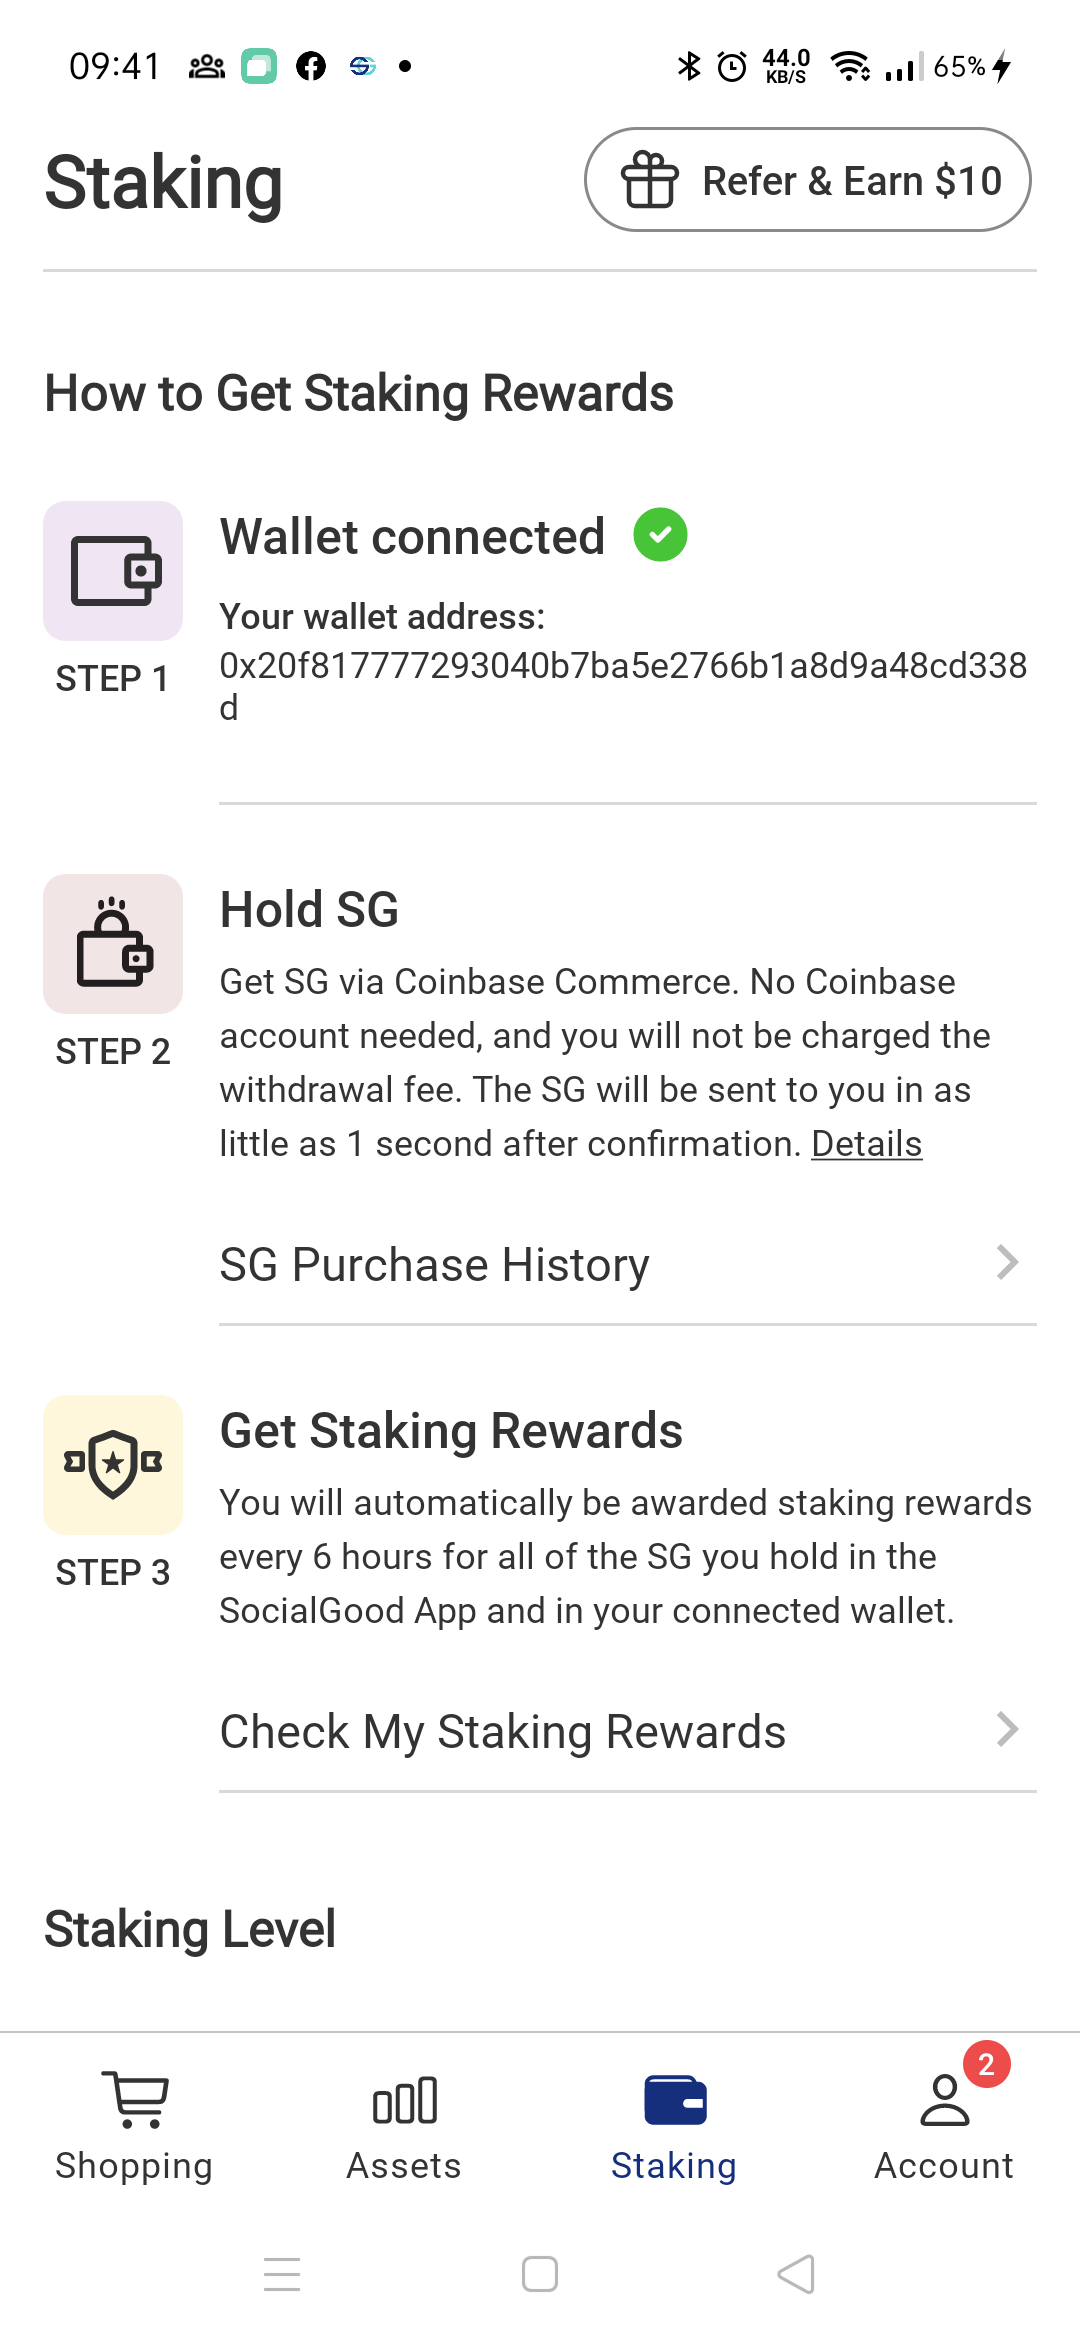 09:41
44.0
KB/S
65%
Staking
Refer & Earn $10
How to Get Staking Rewards
Wallet connected
Your wallet address:
0x20f817777293040b7ba5e2766b1a8d9a48cd338
d
STEP 1
Hold SG
Get SG via Coinbase Commerce. No Coinbase
account needed, and you will not be charged the
withdrawal fee. The SG will be sent to you in as
little as 1 second after confirmation. Details
STEP 2
SG Purchase History
Get Staking Rewards
You will automatically be awarded staking rewards
every 6 hours for all of the SG you hold in the
SocialGood App and in your connected wallet.
STEP 3
Check My Staking Rewards
Staking Level
2
Shopping
Assets
Staking
Account